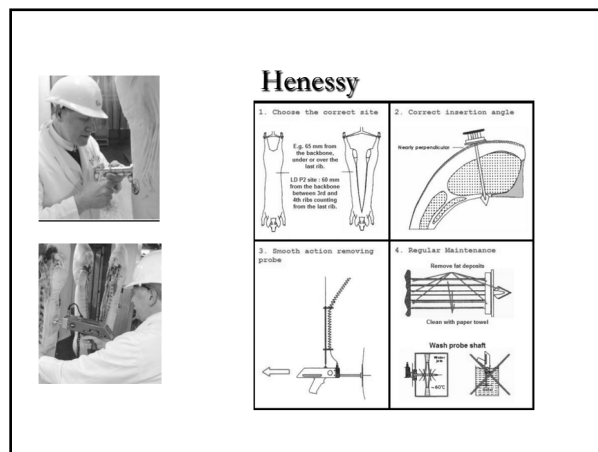 Henessy
1. Choose the correct site
E.g. 65 mm from
the backbone,
under or over the
last rib.
LD P2 site : 60 mm
from the backbone
between 3rd and
4th ribs counting
from the last rib.
2. Correct insertion angle
Nearly perpendicular
3. Smooth action removing
probe
4. Regular Maintenance
Remove fat deposits
Clean with paper towel
Wash probe shaft
Water
jets